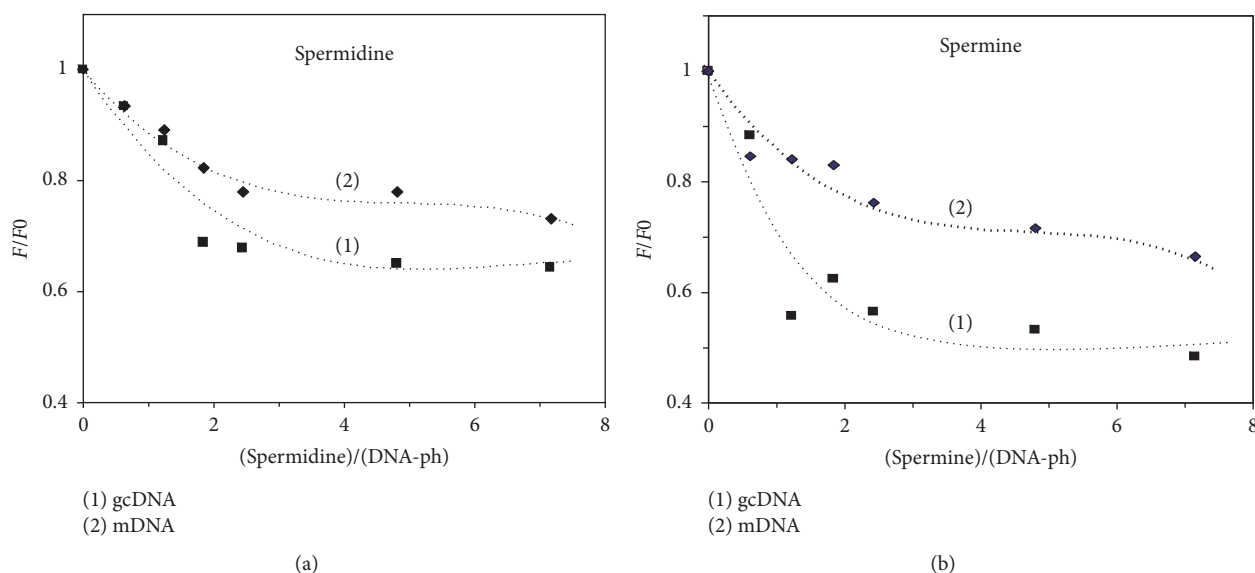 Spermidine
1
0.8
0.6
0.4
F/F0
(2)
(1)
0 2 4 6 8
(Spermidine)/(DNA-ph)
(1) gcDNA
(2) mDNA
(a)
Spermine
1
0.8
0.6
0.4
F/F0
(2)
(1)
0 2 4 6 8
(Spermine)/(DNA-ph)
(1) gcDNA
(2) mDNA
(b)